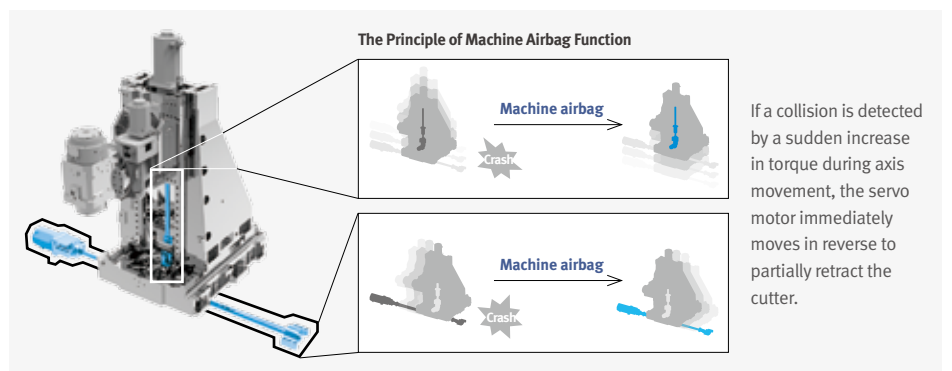 The Principle of Machine Airbag Function
Machine airbag
Crash
Machine airbag
Crash
If a collision is detected
by a sudden increase
in torque during axis
movement, the servo
motor immediately
moves in reverse to
partially retract the
cutter.